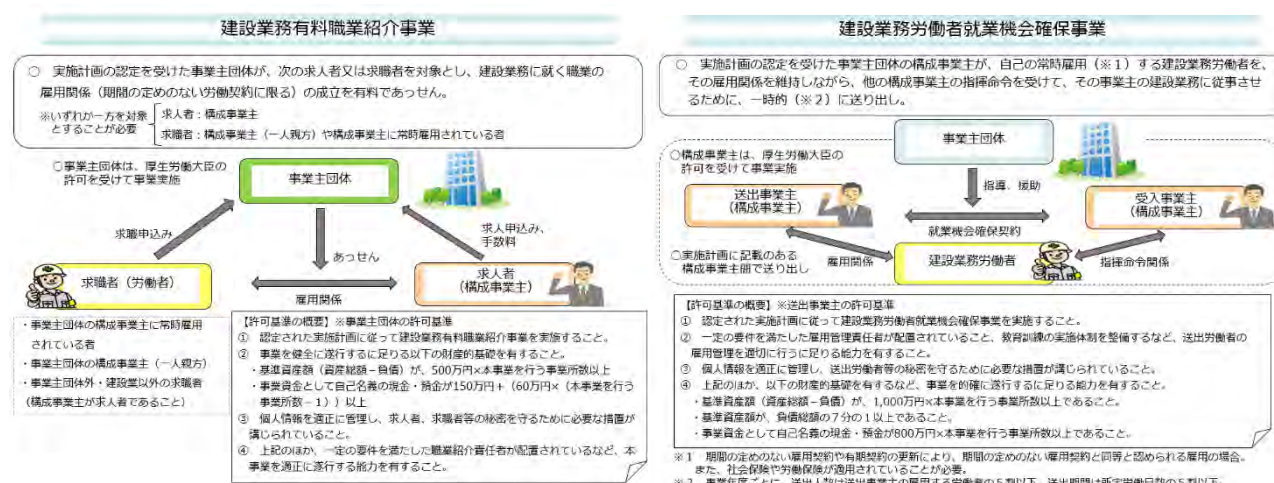 建設業務有料職業紹介事業
○ 実施計画の認定を受けた事業主団体が、次の求人者又は求職者を対象とし、建設業務に就く職業の
雇用関係（期間の定めのない労働契約に限る）の成立を有料であっせん。
※いずれか一方を対象
とすることが必要
求人者：構成事業主
求職者：構成事業主（一人親方）や構成事業主に常時雇用されている者
○事業主団体は、厚生労働大臣の
許可を受けて事業実施
事業主団体
求職申込み
あっせん
求人申込み、
手数料
求職者（労働者）
雇用関係
求人者
（構成事業主）
・事業主団体の構成事業主に常時雇用
されている者
・事業主団体の構成事業主（一人親方）
・事業主団体外・建設業以外の求職者
（構成事業主が求人者であること）
【許可基準の概要】※事業主団体の許可基準
① 認定された実施計画に従って建設業務有料職業紹介事業を実施すること。
② 事業を健全に遂行するに足りる以下の財産的基礎を有すること。
・基準資産額（資産総額－負債）が、500万円×本事業を行う事業所数以上
・事業資金として自己名義の現金・預金が150万円＋（60万円×（本事業を行う
事業所数－1））以上
③ 個人情報を適正に管理し、求人者、求職者等の秘密を守るために必要な措置が
講じられていること。
④ 上記のほか、一定の要件を満たした職業紹介責任者が配置されているなど、本
事業を適正に遂行する能力を有すること。
建設業務労働者就業機会確保事業
○ 実施計画の認定を受けた事業主団体の構成事業主が、自己の常時雇用（※１）する建設業務労働者を、
その雇用関係を維持しながら、他の構成事業主の指揮命令を受けて、その事業主の建設業務に従事さ
せるために、一時的（※２）に送り出し。
事業主団体
○構成事業主は、厚生労働大臣の
許可を受けて事業実施
指導、援助
送出事業主
（構成事業主）
受入事業主
（構成事業主）
就業機会確保契約
○実施計画に記載のある
構成事業主間で送り出し
雇用関係
建設業務労働者
指揮命令関係
【許可基準の概要】※送出事業主の許可基準
① 認定された実施計画に従って建設業務労働者就業機会確保事業を実施すること。
② 一定の要件を満たした雇用管理責任者が配置されていること、教育訓練の実施体制を整備するなど、送出労働者の
雇用管理を適切に行うに足りる能力を有すること。
③ 個人情報を適正に管理し、送出労働者等の秘密を守るために必要な措置が講じられていること。
④ 上記のほか、以下の財産的基礎を有するなど、事業を的確に遂行するに足りる能力を有すること。
・基準資産額（資産総額－負債）が、1,000万円×本事業を行う事業所数以上であること。
・基準資産額が、負債総額の７分の１以上であること。
・事業資金として自己名義の現金・預金が800万円×本事業を行う事業所数以上であること。
※１ 期間の定めのない雇用契約や有期契約の更新により、期間の定めのない雇用契約と同等と認められる雇用の場合。
また、社会保険や労働保険が適用されていることが必要。
※２ 事業年度ごとに、送出人数は送出事業主の雇用する労働者の５割以下、送出期間は所定労働日数の５割以下。